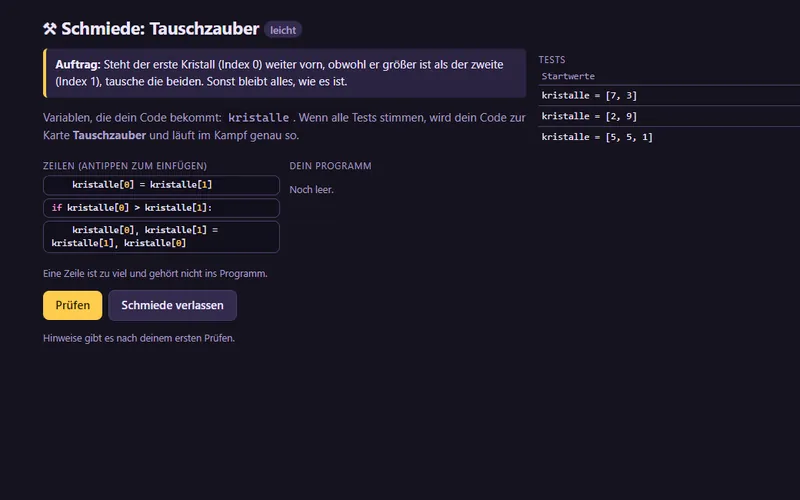 ⚒ Schmiede: Tauschzauber leicht
Auftrag: Steht der erste Kristall (Index 0) weiter vorn, obwohl er größer ist als der zweite
(Index 1), tausche die beiden. Sonst bleibt alles, wie es ist.
Variablen, die dein Code bekommt: kristalle . Wenn alle Tests stimmen, wird dein Code zur
Karte Tauschzauber und läuft im Kampf genau so.
ZEILEN (ANTIPPEN ZUM EINFÜGEN)
kristalle[0] = kristalle[1]
if kristalle[0] > kristalle[1]:
kristalle[0], kristalle[1] =
kristalle[1], kristalle[0]
DEIN PROGRAMM
Noch leer.
Eine Zeile ist zu viel und gehört nicht ins Programm.
Prüfen
Schmiede verlassen
Hinweise gibt es nach deinem ersten Prüfen.
TESTS
Startwerte
kristalle = [7, 3]
kristalle = [2, 9]
kristalle = [5, 5, 1]